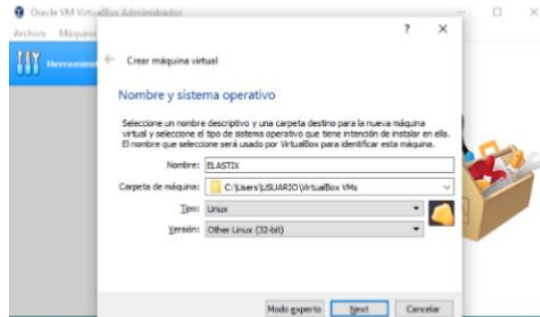 Oracle VM VirtualBox Administrador
Archivo Máquina
? ×
Herramient
Crear máquina virtual
Nombre y sistema operativo
Seleccione un nombre descriptivo y una carpeta destino para la nueva máquina
virtual y seleccione el tipo de sistema operativo que tiene intención de instalar en ella.
El nombre que seleccione será usado por VirtualBox para identificar esta máquina.
Nombre: ELASTIX
Carpeta de máquina: C:\Users\USUARIO\VirtualBox VMs
Tipo: Linux
Versión: Other Linux (32-bit)
Modo experto Next Cancelar